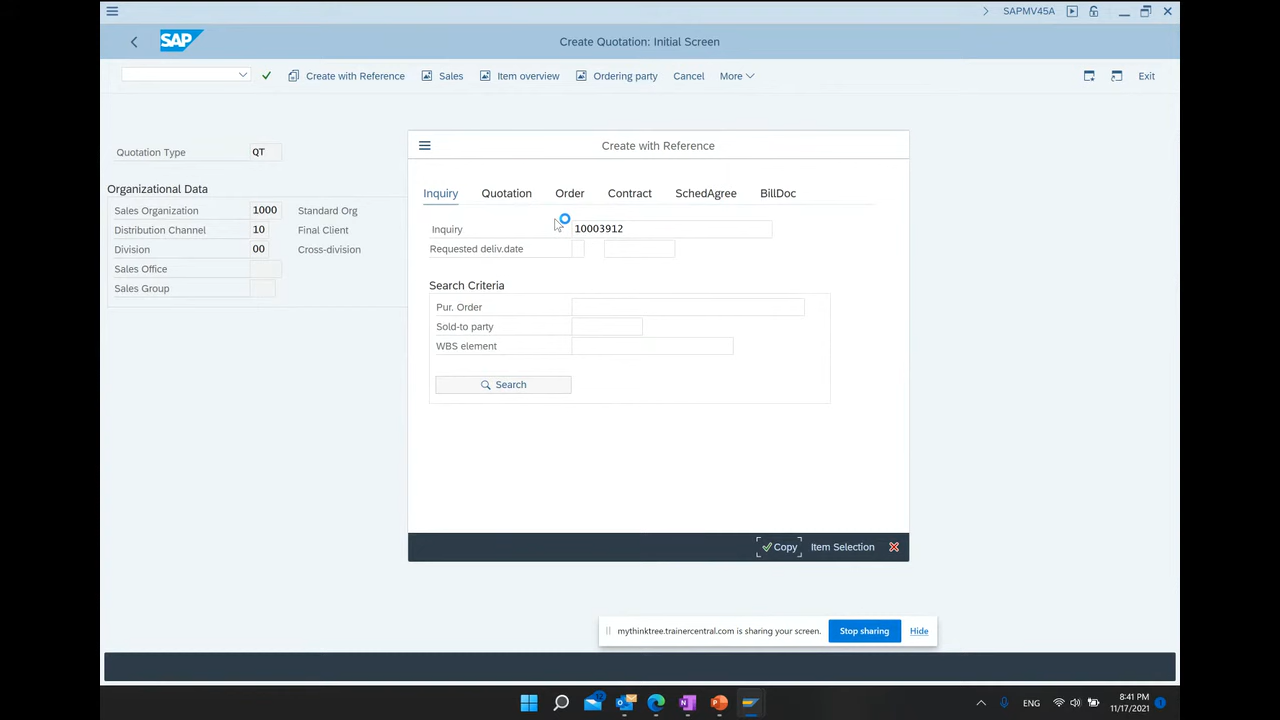 SAPMV45A
SAP
Create Quotation: Initial Screen
Create with Reference Sales Item overview Ordering party Cancel More Exit
Quotation Type QT
Organizational Data
Sales Organization 1000 Standard Org
Distribution Channel 10 Final Client
Division 00 Cross-division
Sales Office
Sales Group
Create with Reference
Inquiry Quotation Order Contract SchedAgree BillDoc
Inquiry 10003912
Requested deliv.date
Search Criteria
Pur. Order
Sold-to party
WBS element
Search
Copy Item Selection
mythinktree.trainercentral.com is sharing your screen. Stop sharing Hide
ENG
8:41 PM
11/17/2021